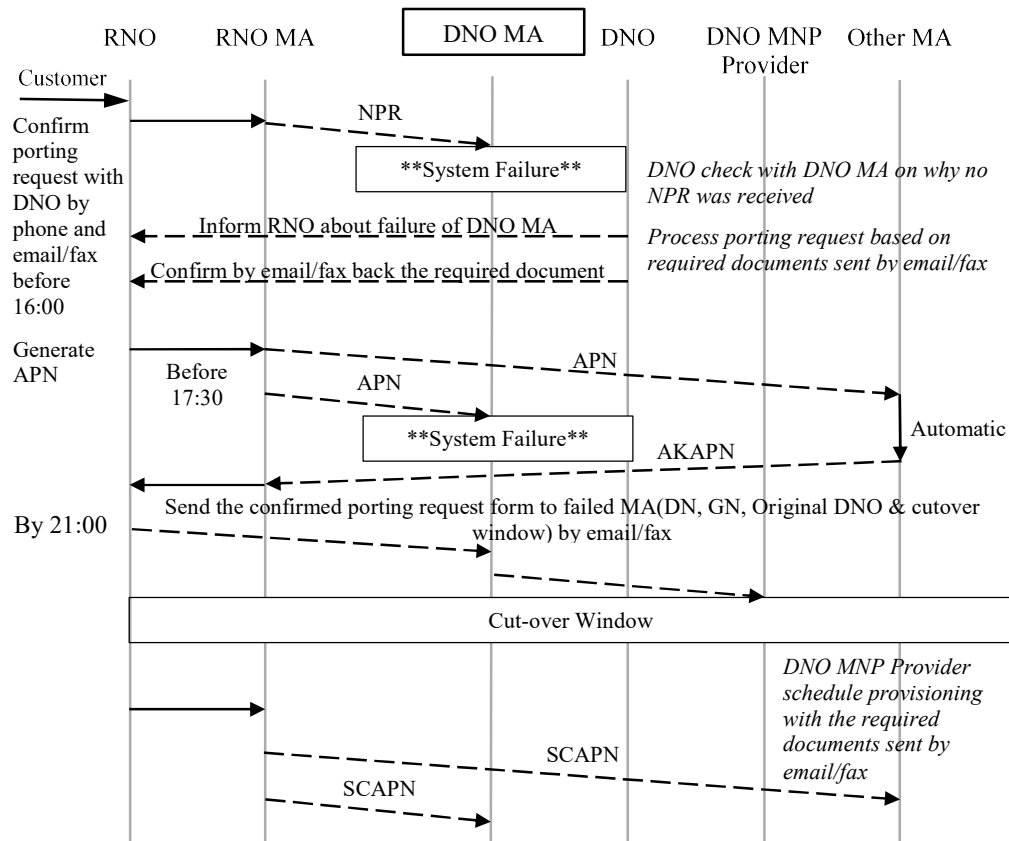 RNO
RNO MA
DNO MA
DNO
DNO MNP
Provider
Other MA
Customer
NPR
Confirm
porting
request with
DNO by
phone and
email/fax
before
16:00
**System Failure**
DNO check with DNO MA on why no
NPR was received
Inform RNO about failure of DNO MA
Process porting request based on
required documents sent by email/fax
Confirm by email/fax back the required document
Generate
APN
Before
17:30
APN
APN
**System Failure**
Automatic
AKAPN
Send the confirmed porting request form to failed MA(DN, GN, Original DNO & cutover
window) by email/fax
By 21:00
Cut-over Window
DNO MNP Provider
schedule provisioning
with the required
documents sent by
email/fax
SCAPN
SCAPN